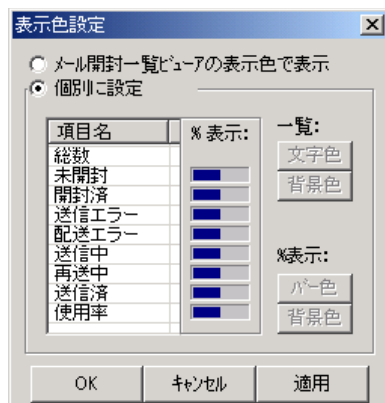 表示色設定
ﾒｰﾙ開封一覧ﾋﾞｭｰｱの表示色で表示
個別に設定
項目名
%表示:
一覧:
総数
未開封
開封済
送信エラー
配送エラー
送信中
再送中
送信済
使用率
文字色
背景色
%表示:
ﾊﾞｰ色
背景色
OK
ｷｬﾝｾﾙ
適用